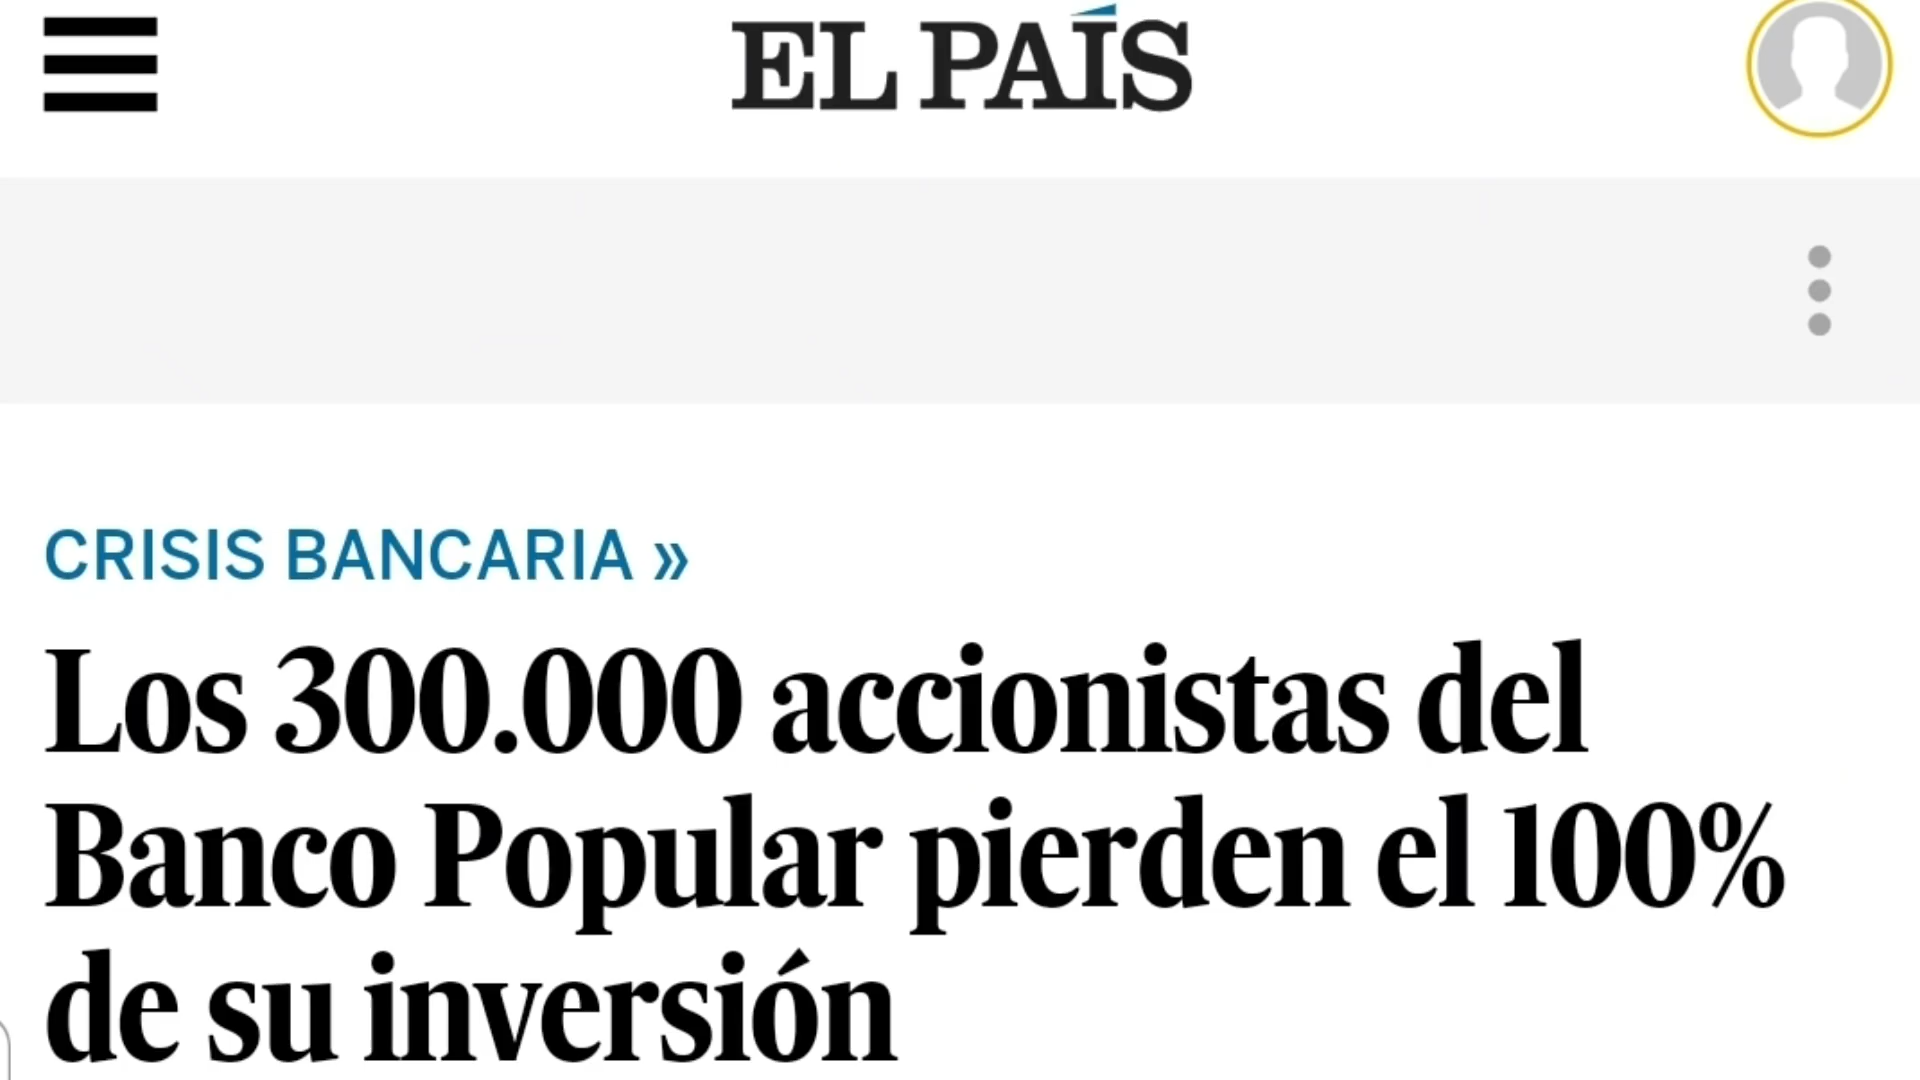 EL PAÍS
CRISIS BANCARIA »
Los 300.000 accionistas del
Banco Popular pierden el 100%
de su inversión